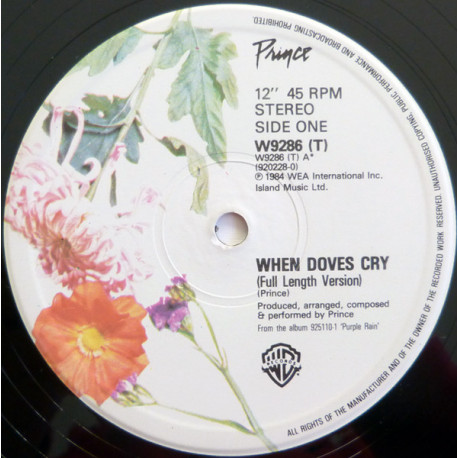 Prince
12'' 45 RPM
STEREO
SIDE ONE
W9286 (T)
W9286 (T) A*
(920228-0)
℗ 1984 WEA International Inc.
Island Music Ltd.
WHEN DOVES CRY
(Full Length Version)
(Prince)
Produced, arranged, composed
& performed by Prince
From the album 925110-1 'Purple Rain'
WB
RECORDS
ALL RIGHTS OF THE MANUFACTURER AND OF THE OWNER OF THE RECORDED WORK RESERVED. UNAUTHORISED COPYING, PUBLIC PERFORMANCE AND BROADCASTING PROHIBITED.